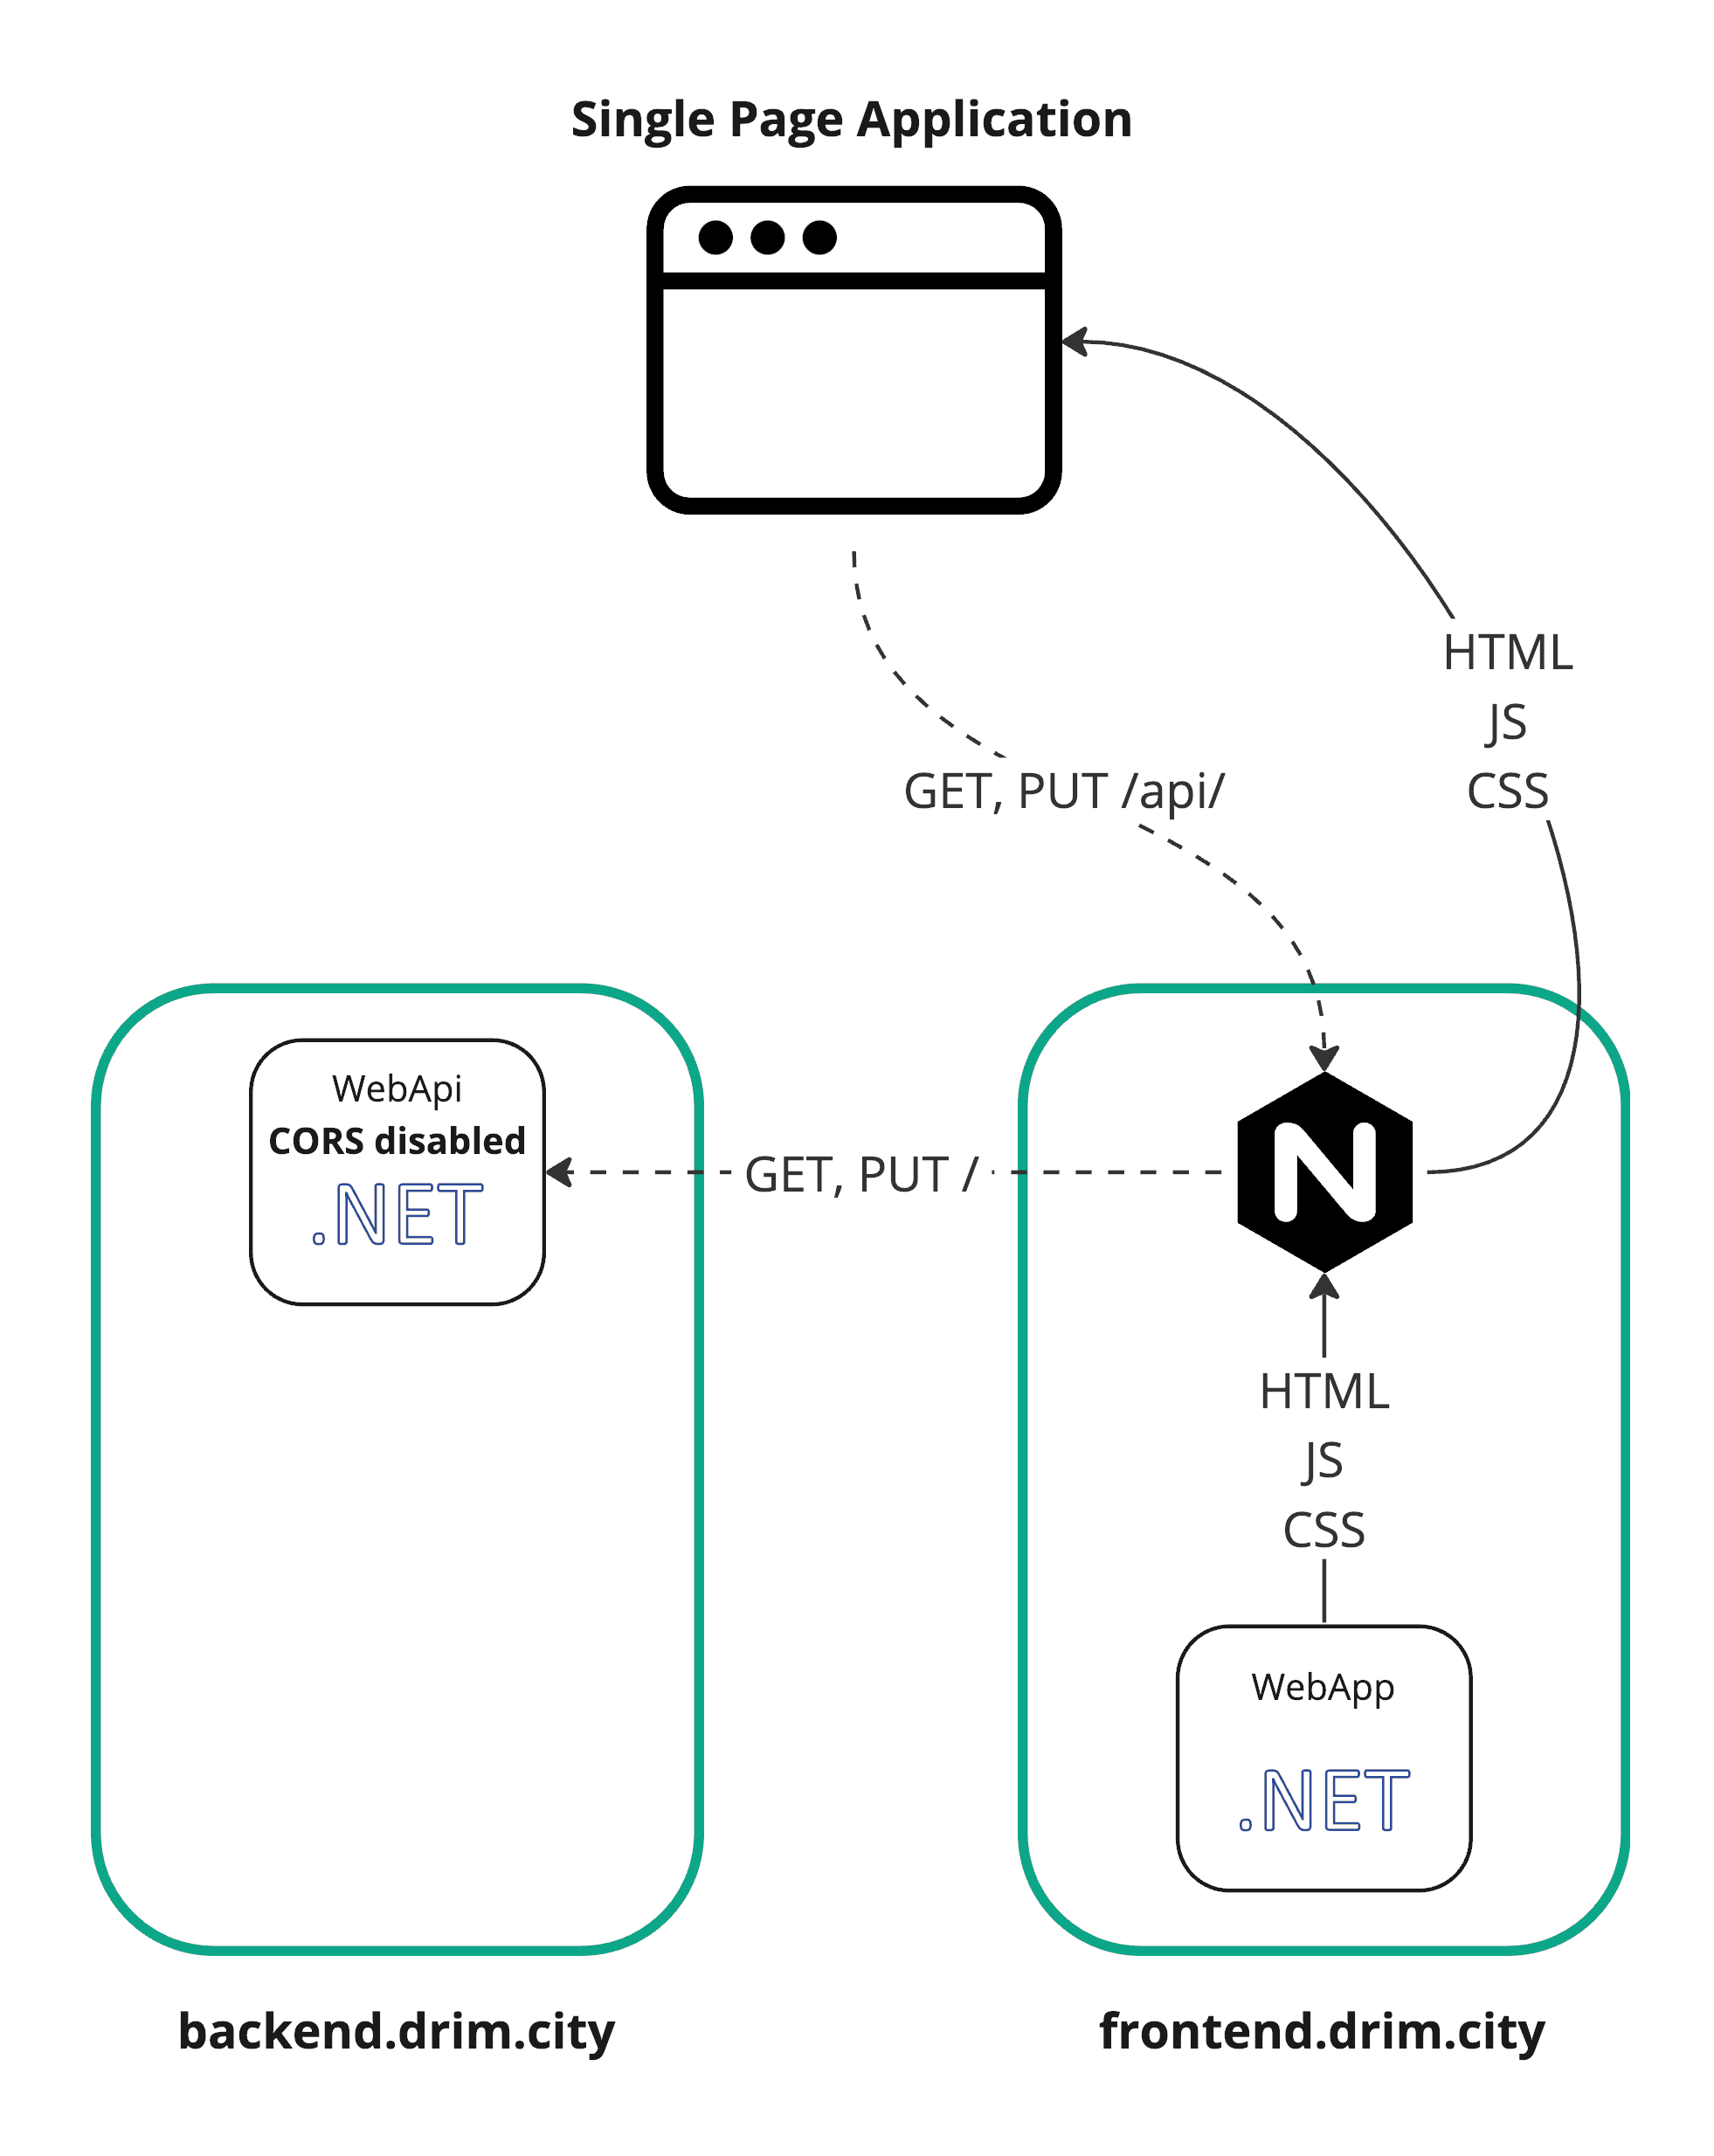 Single Page Application
HTML
JS
CSS
GET, PUT /api/
WebApi
CORS disabled
.NET
GET, PUT /
N
HTML
JS
CSS
WebApp
.NET
backend.drim.city
frontend.drim.city